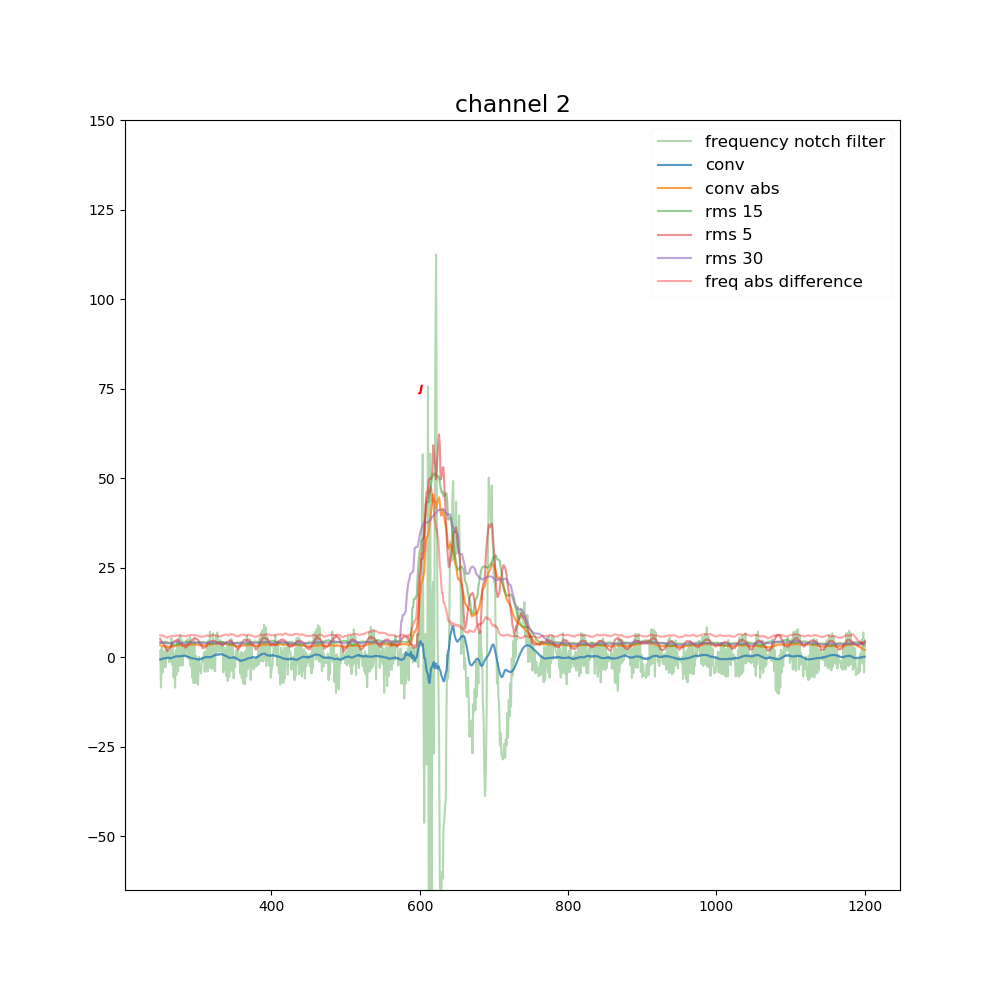 channel 2
150
125
100
75
50
25
0
−25
−50
400
600
800
1000
1200
frequency notch filter
conv
conv abs
rms 15
rms 5
rms 30
freq abs difference